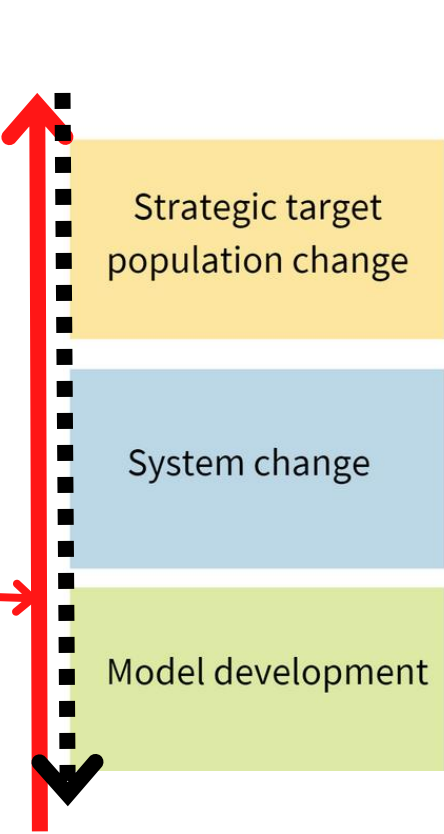 Strategic target
population change
System change
Model development